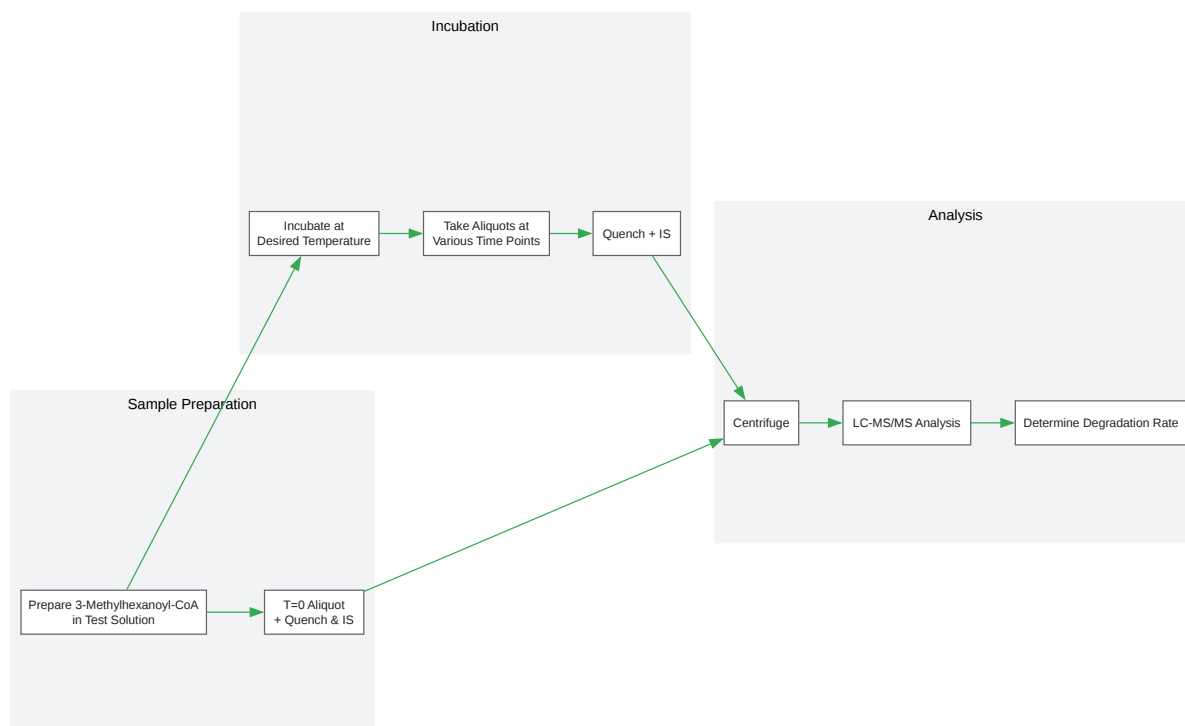 Incubation
Incubate at
Desired Temperature
Take Aliquots at
Various Time Points
Quench + IS
Analysis
Centrifuge
LC-MS/MS Analysis
Determine Degradation Rate
Sample Preparation
Prepare 3-Methylhexanoyl-CoA
in Test Solution
T=0 Aliquot
+ Quench & IS